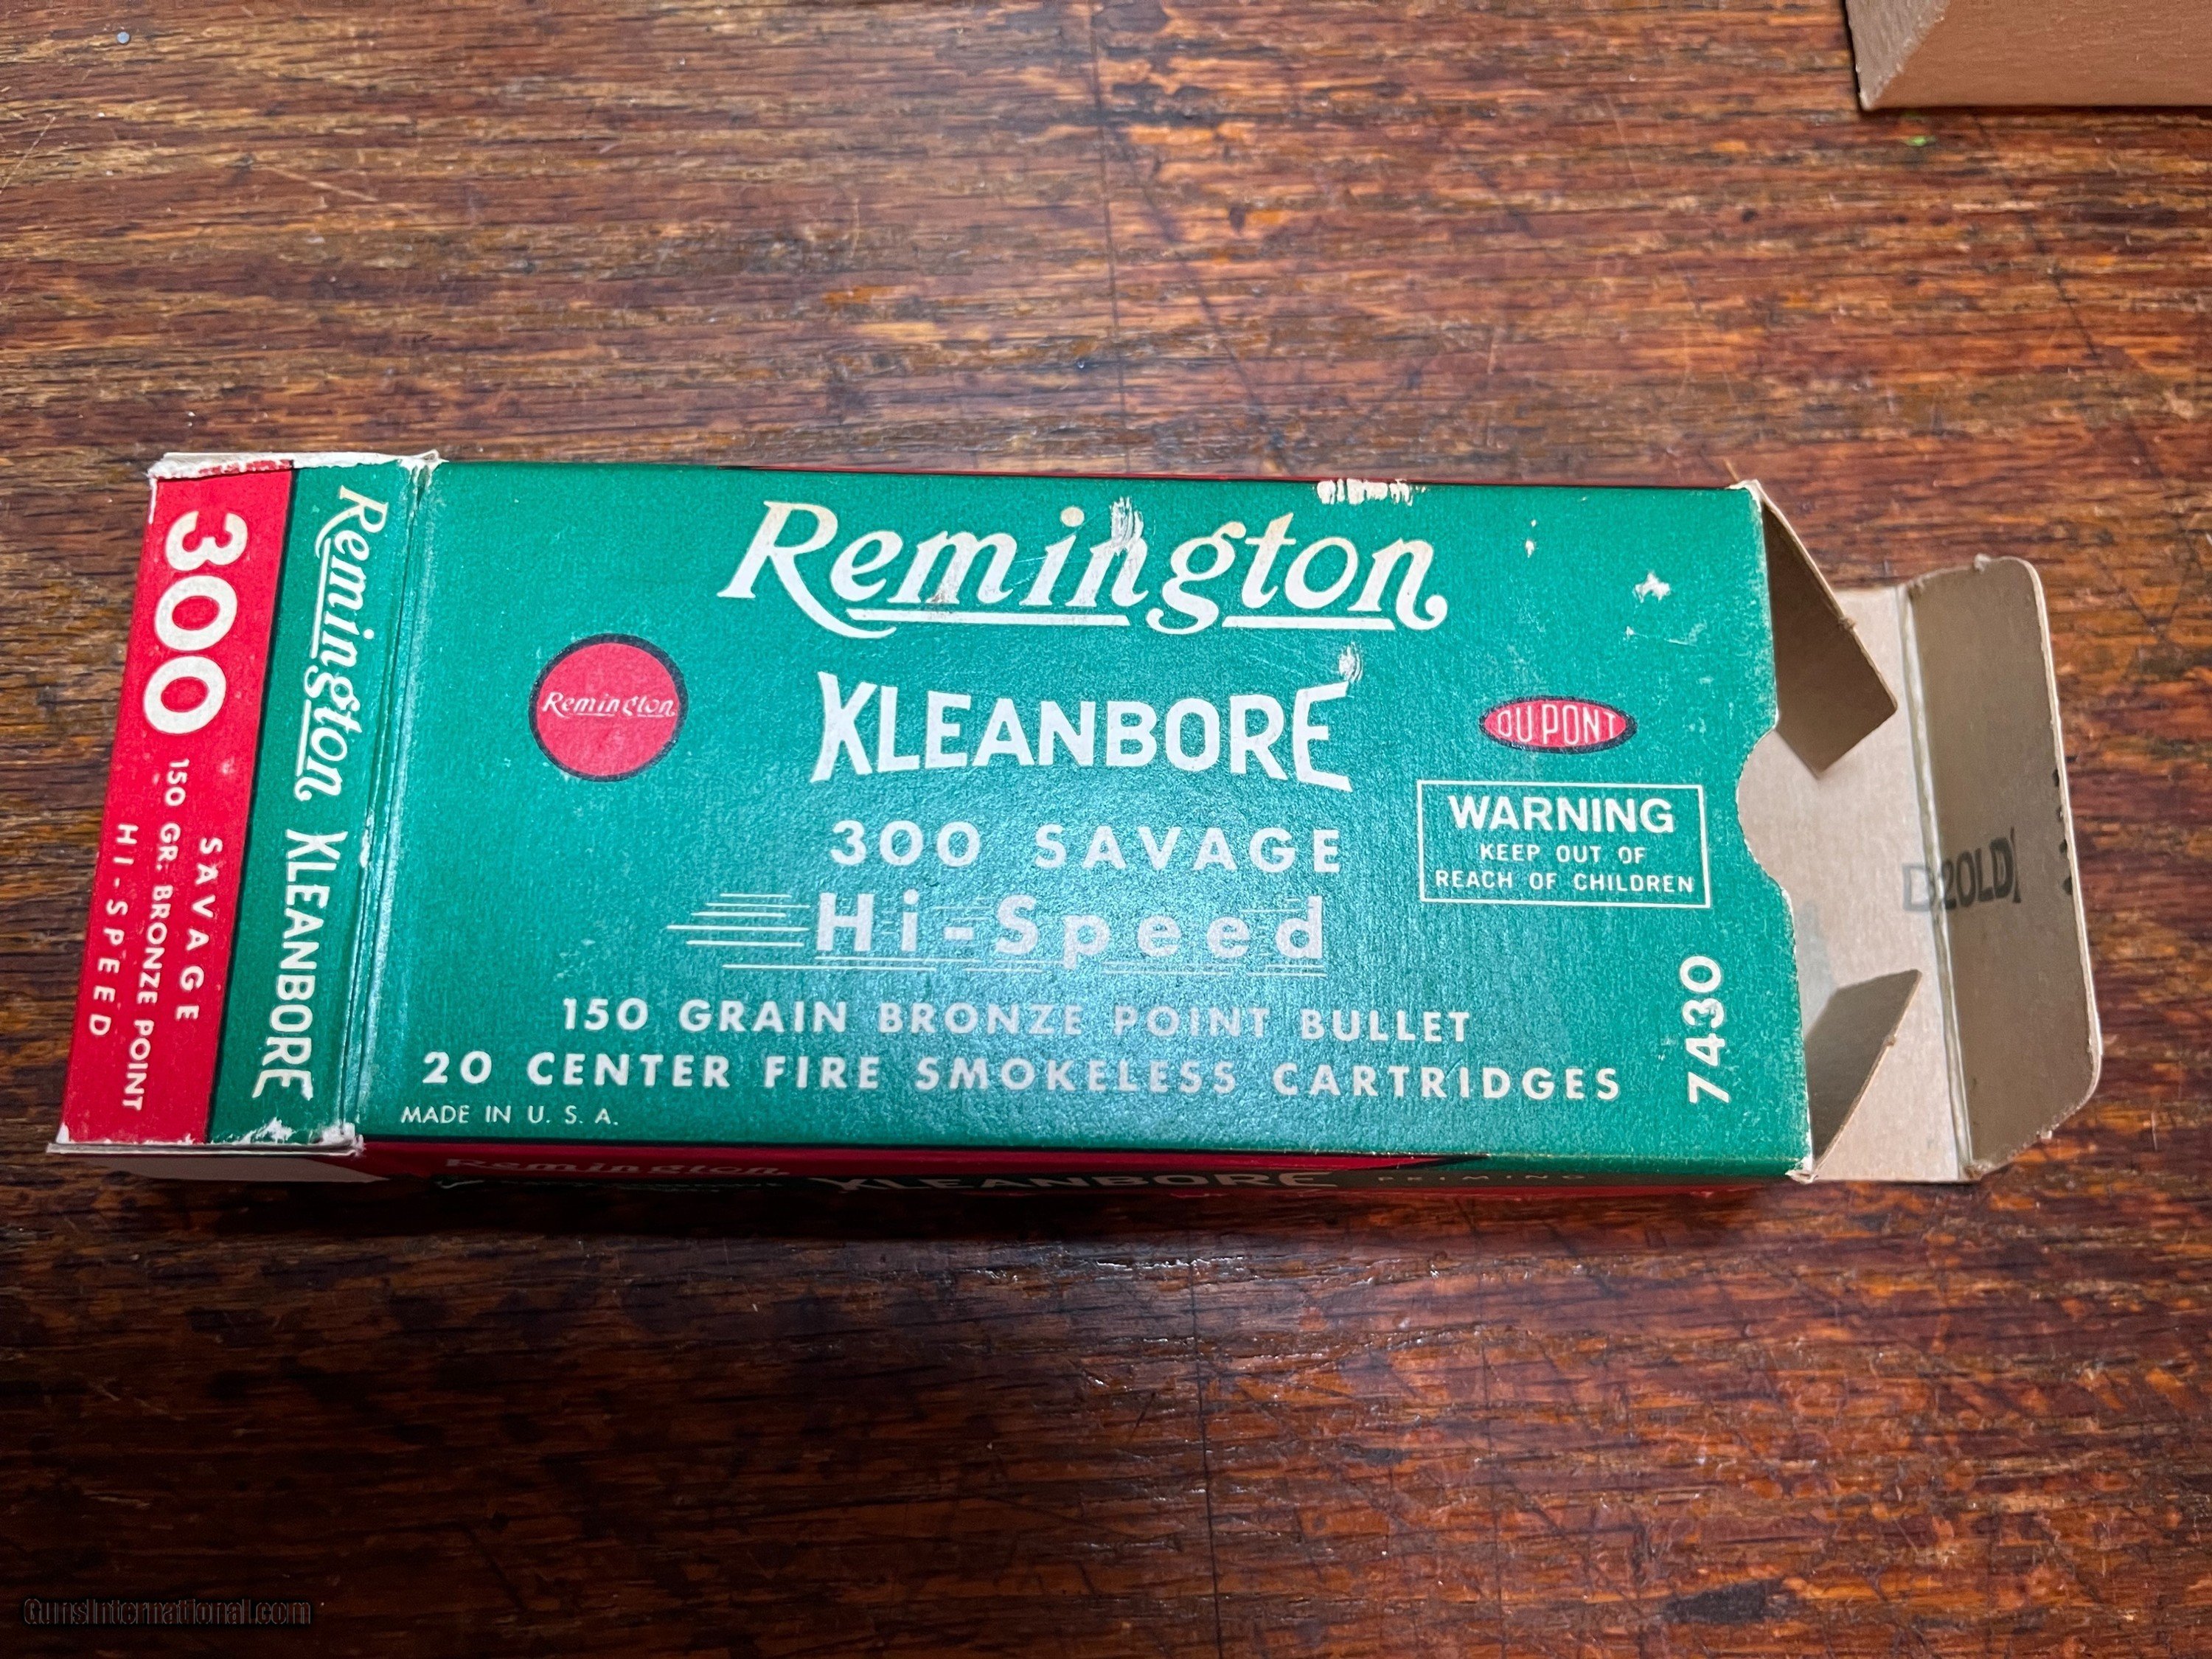 300
SAVAGE
150 GR. BRONZE POINT
HI-SPEED
Remington KLEANBORE
Remington
Remington
KLEANBORE
DU PONT
300 SAVAGE
Hi-Speed
WARNING
KEEP OUT OF
REACH OF CHILDREN
150 GRAIN BRONZE POINT BULLET
20 CENTER FIRE SMOKELESS CARTRIDGES
MADE IN U. S. A.
7430
Remington
KLEANBORE PRIMING
GunsInternational.com